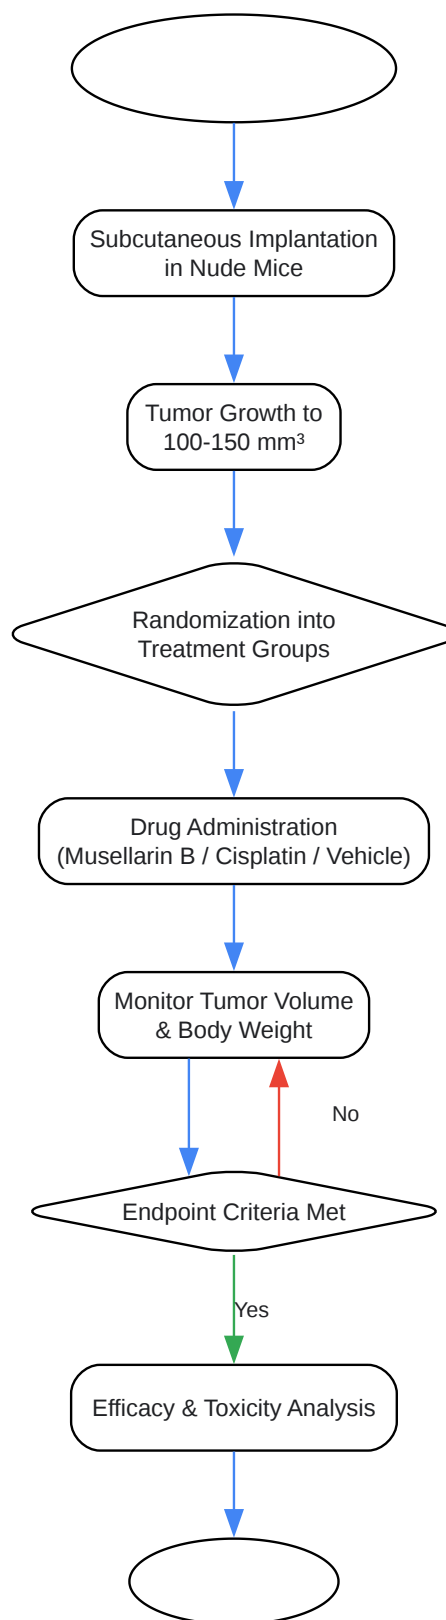 Subcutaneous Implantation
in Nude Mice
Tumor Growth to
100-150 mm³
Randomization into
Treatment Groups
Drug Administration
(Musellarin B / Cisplatin / Vehicle)
Monitor Tumor Volume
& Body Weight
No
Endpoint Criteria Met
Yes
Efficacy & Toxicity Analysis